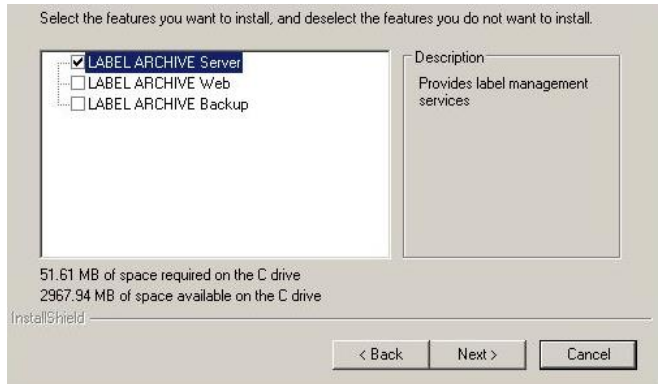 Select the features you want to install, and deselect the features you do not want to install.
LABEL ARCHIVE Server
LABEL ARCHIVE Web
LABEL ARCHIVE Backup
Description
Provides label management
services
51.61 MB of space required on the C drive
2967.94 MB of space available on the C drive
InstallShield
< Back
Next >
Cancel